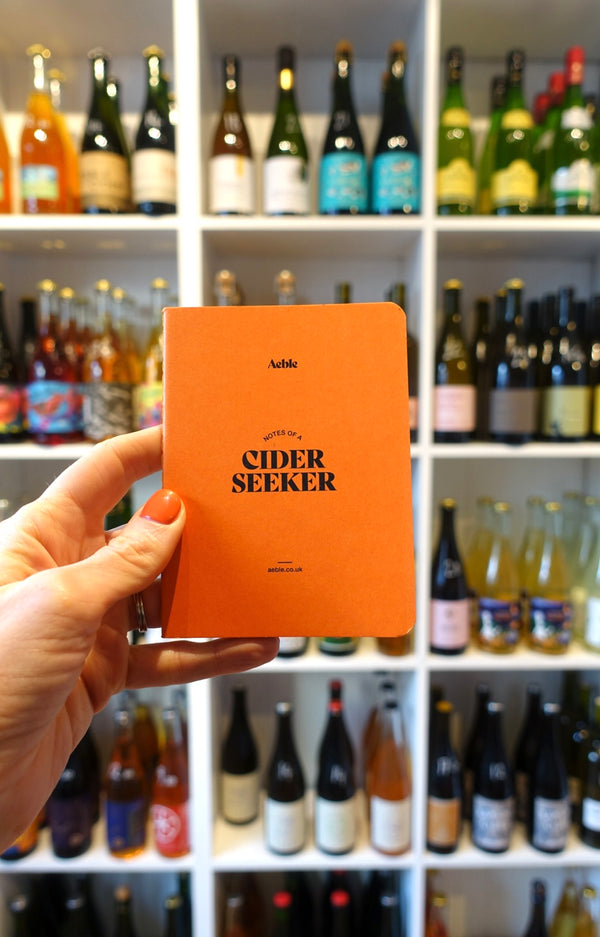 Aeble
NOTES OF A
CIDER
SEEKER
aeble.co.uk